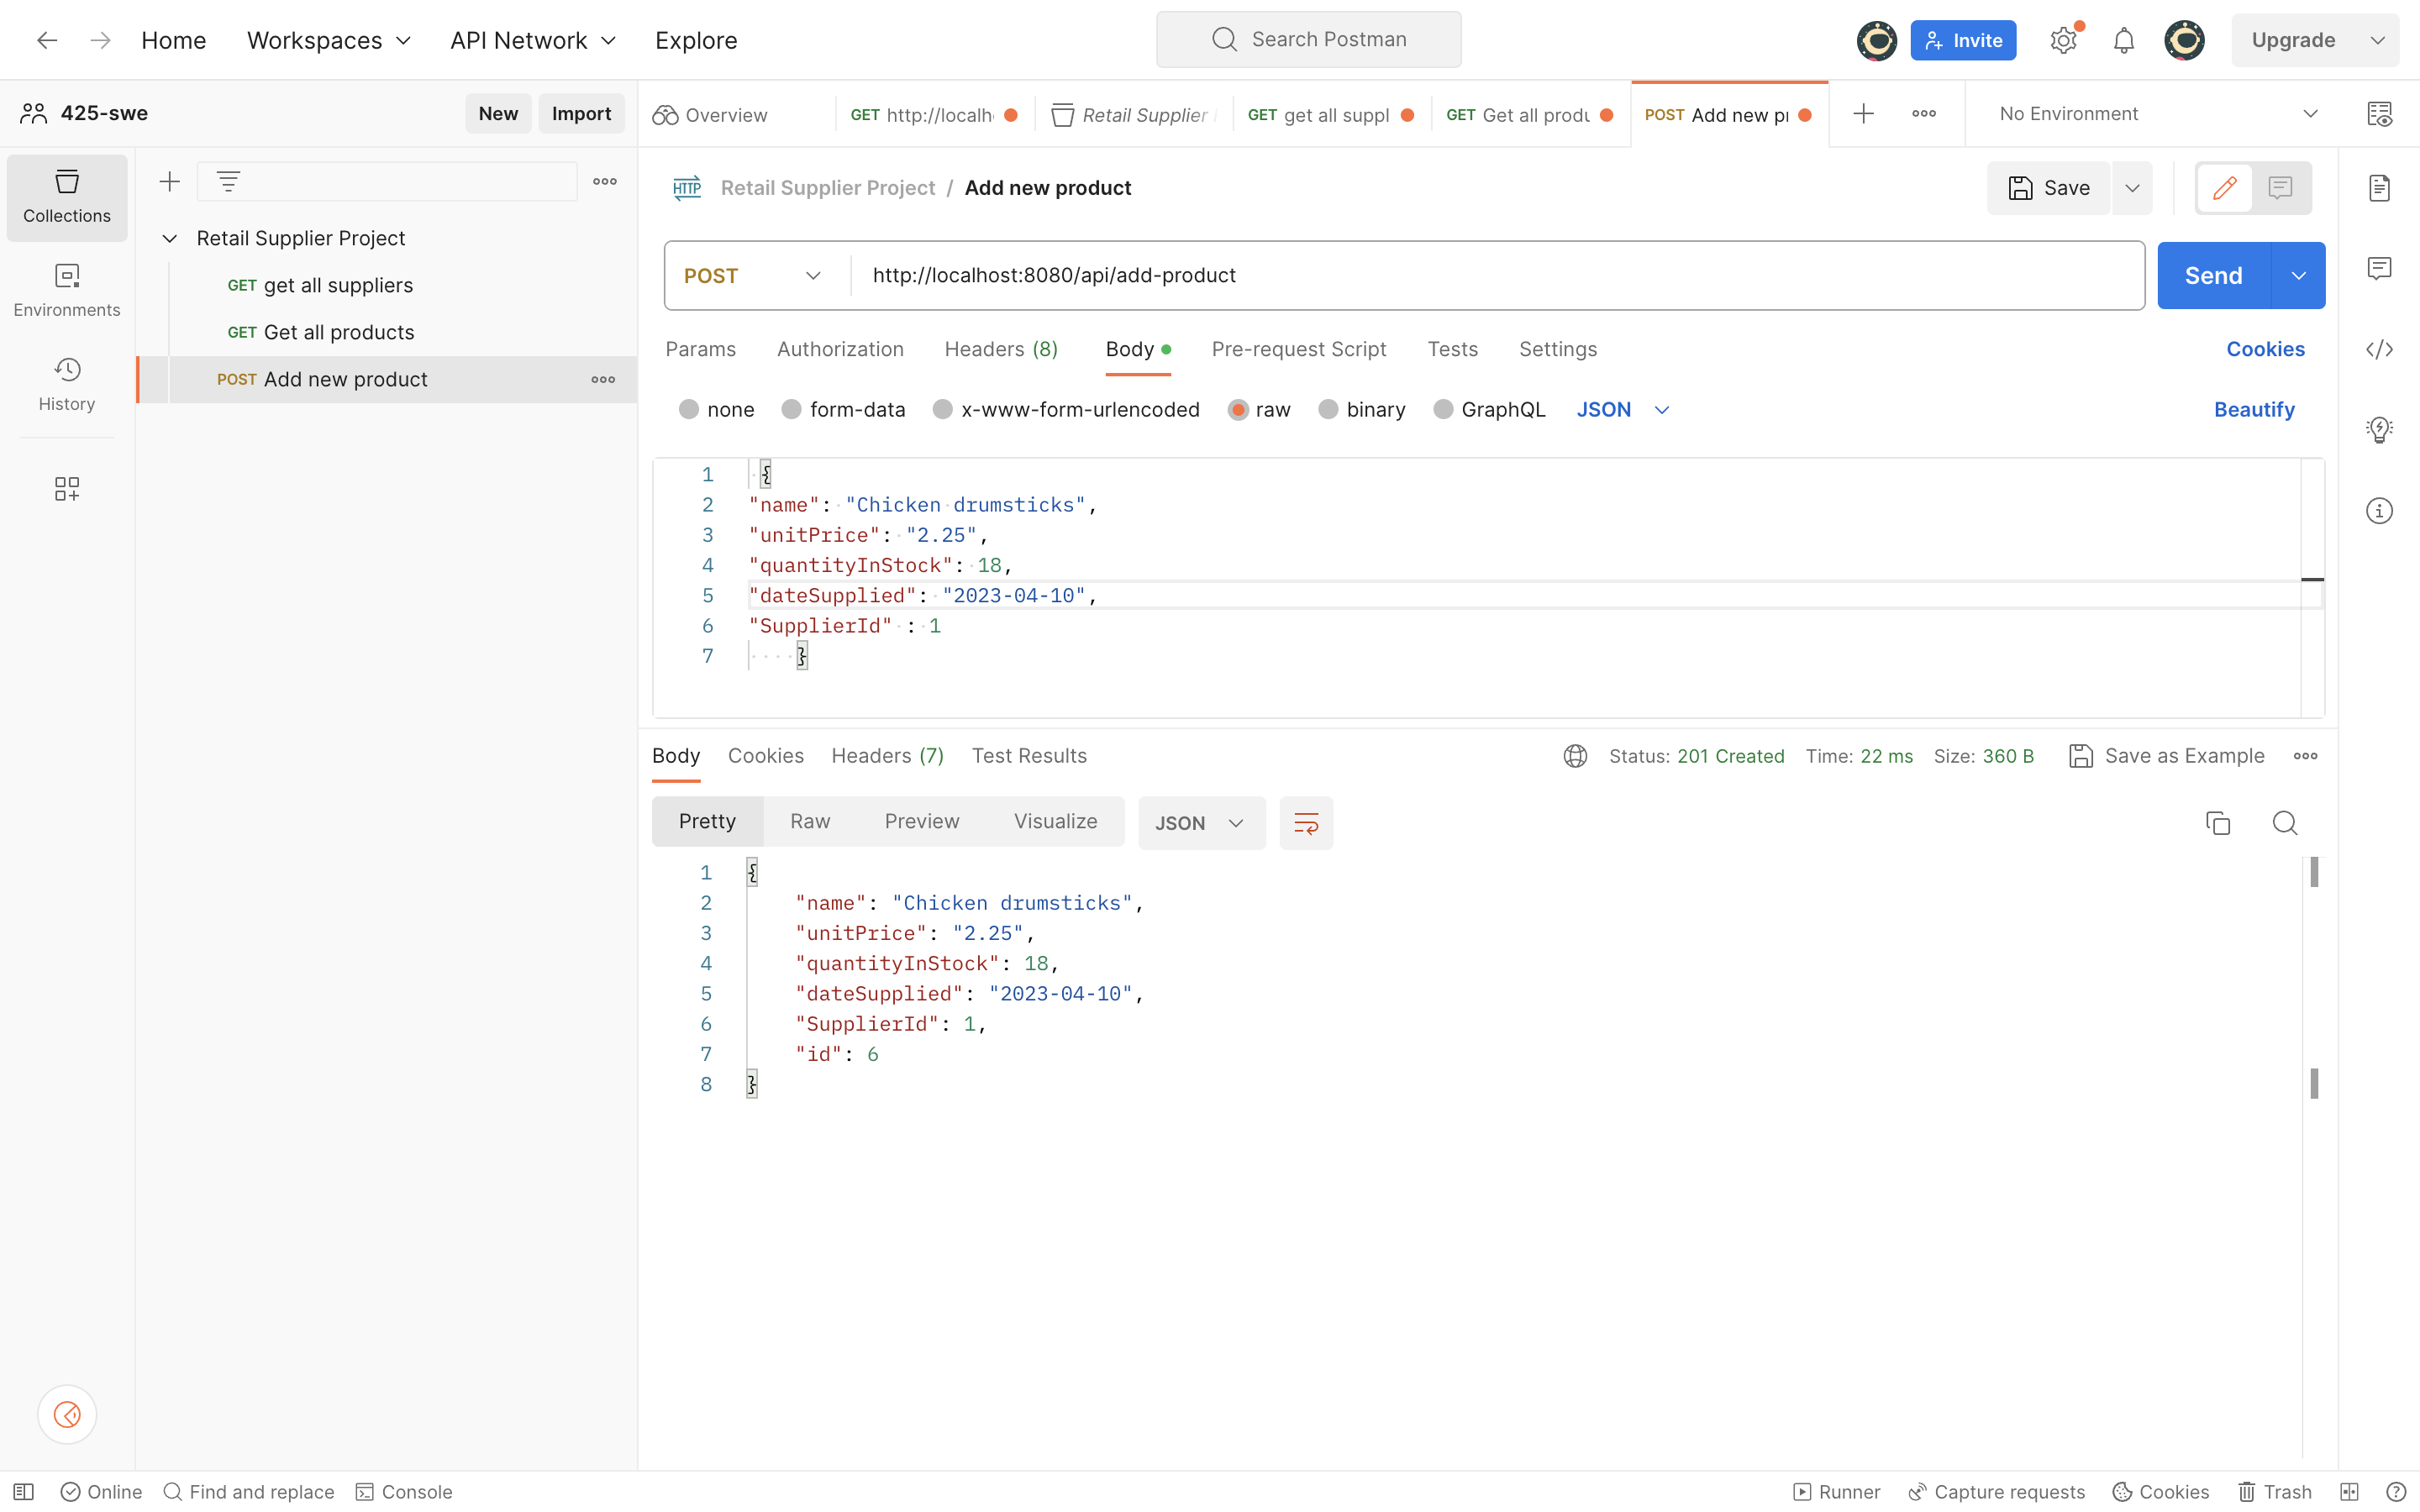 Home Workspaces API Network Explore Search Postman Invite Upgrade
425-swe New Import Overview GET http://localh Retail Supplier GET get all suppl GET Get all produ POST Add new pr No Environment
Collections
Environments
History
Retail Supplier Project
GET get all suppliers
GET Get all products
POST Add new product
HTTP Retail Supplier Project / Add new product Save
POST http://localhost:8080/api/add-product Send
Params Authorization Headers (8) Body Pre-request Script Tests Settings Cookies
none form-data x-www-form-urlencoded raw binary GraphQL JSON Beautify
1 {
2 "name": "Chicken drumsticks",
3 "unitPrice": "2.25",
4 "quantityInStock": 18,
5 "dateSupplied": "2023-04-10",
6 "SupplierId" : 1
7 }
Body Cookies Headers (7) Test Results Status: 201 Created Time: 22 ms Size: 360 B Save as Example
Pretty Raw Preview Visualize JSON
1 {
2 "name": "Chicken drumsticks",
3 "unitPrice": "2.25",
4 "quantityInStock": 18,
5 "dateSupplied": "2023-04-10",
6 "SupplierId": 1,
7 "id": 6
8 }
Online Find and replace Console Runner Capture requests Cookies Trash